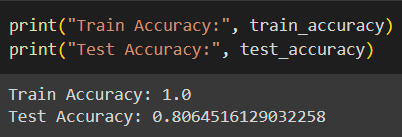 print("Train Accuracy:", train_accuracy)
print("Test Accuracy:", test_accuracy)
Train Accuracy: 1.0
Test Accuracy: 0.8064516129032258